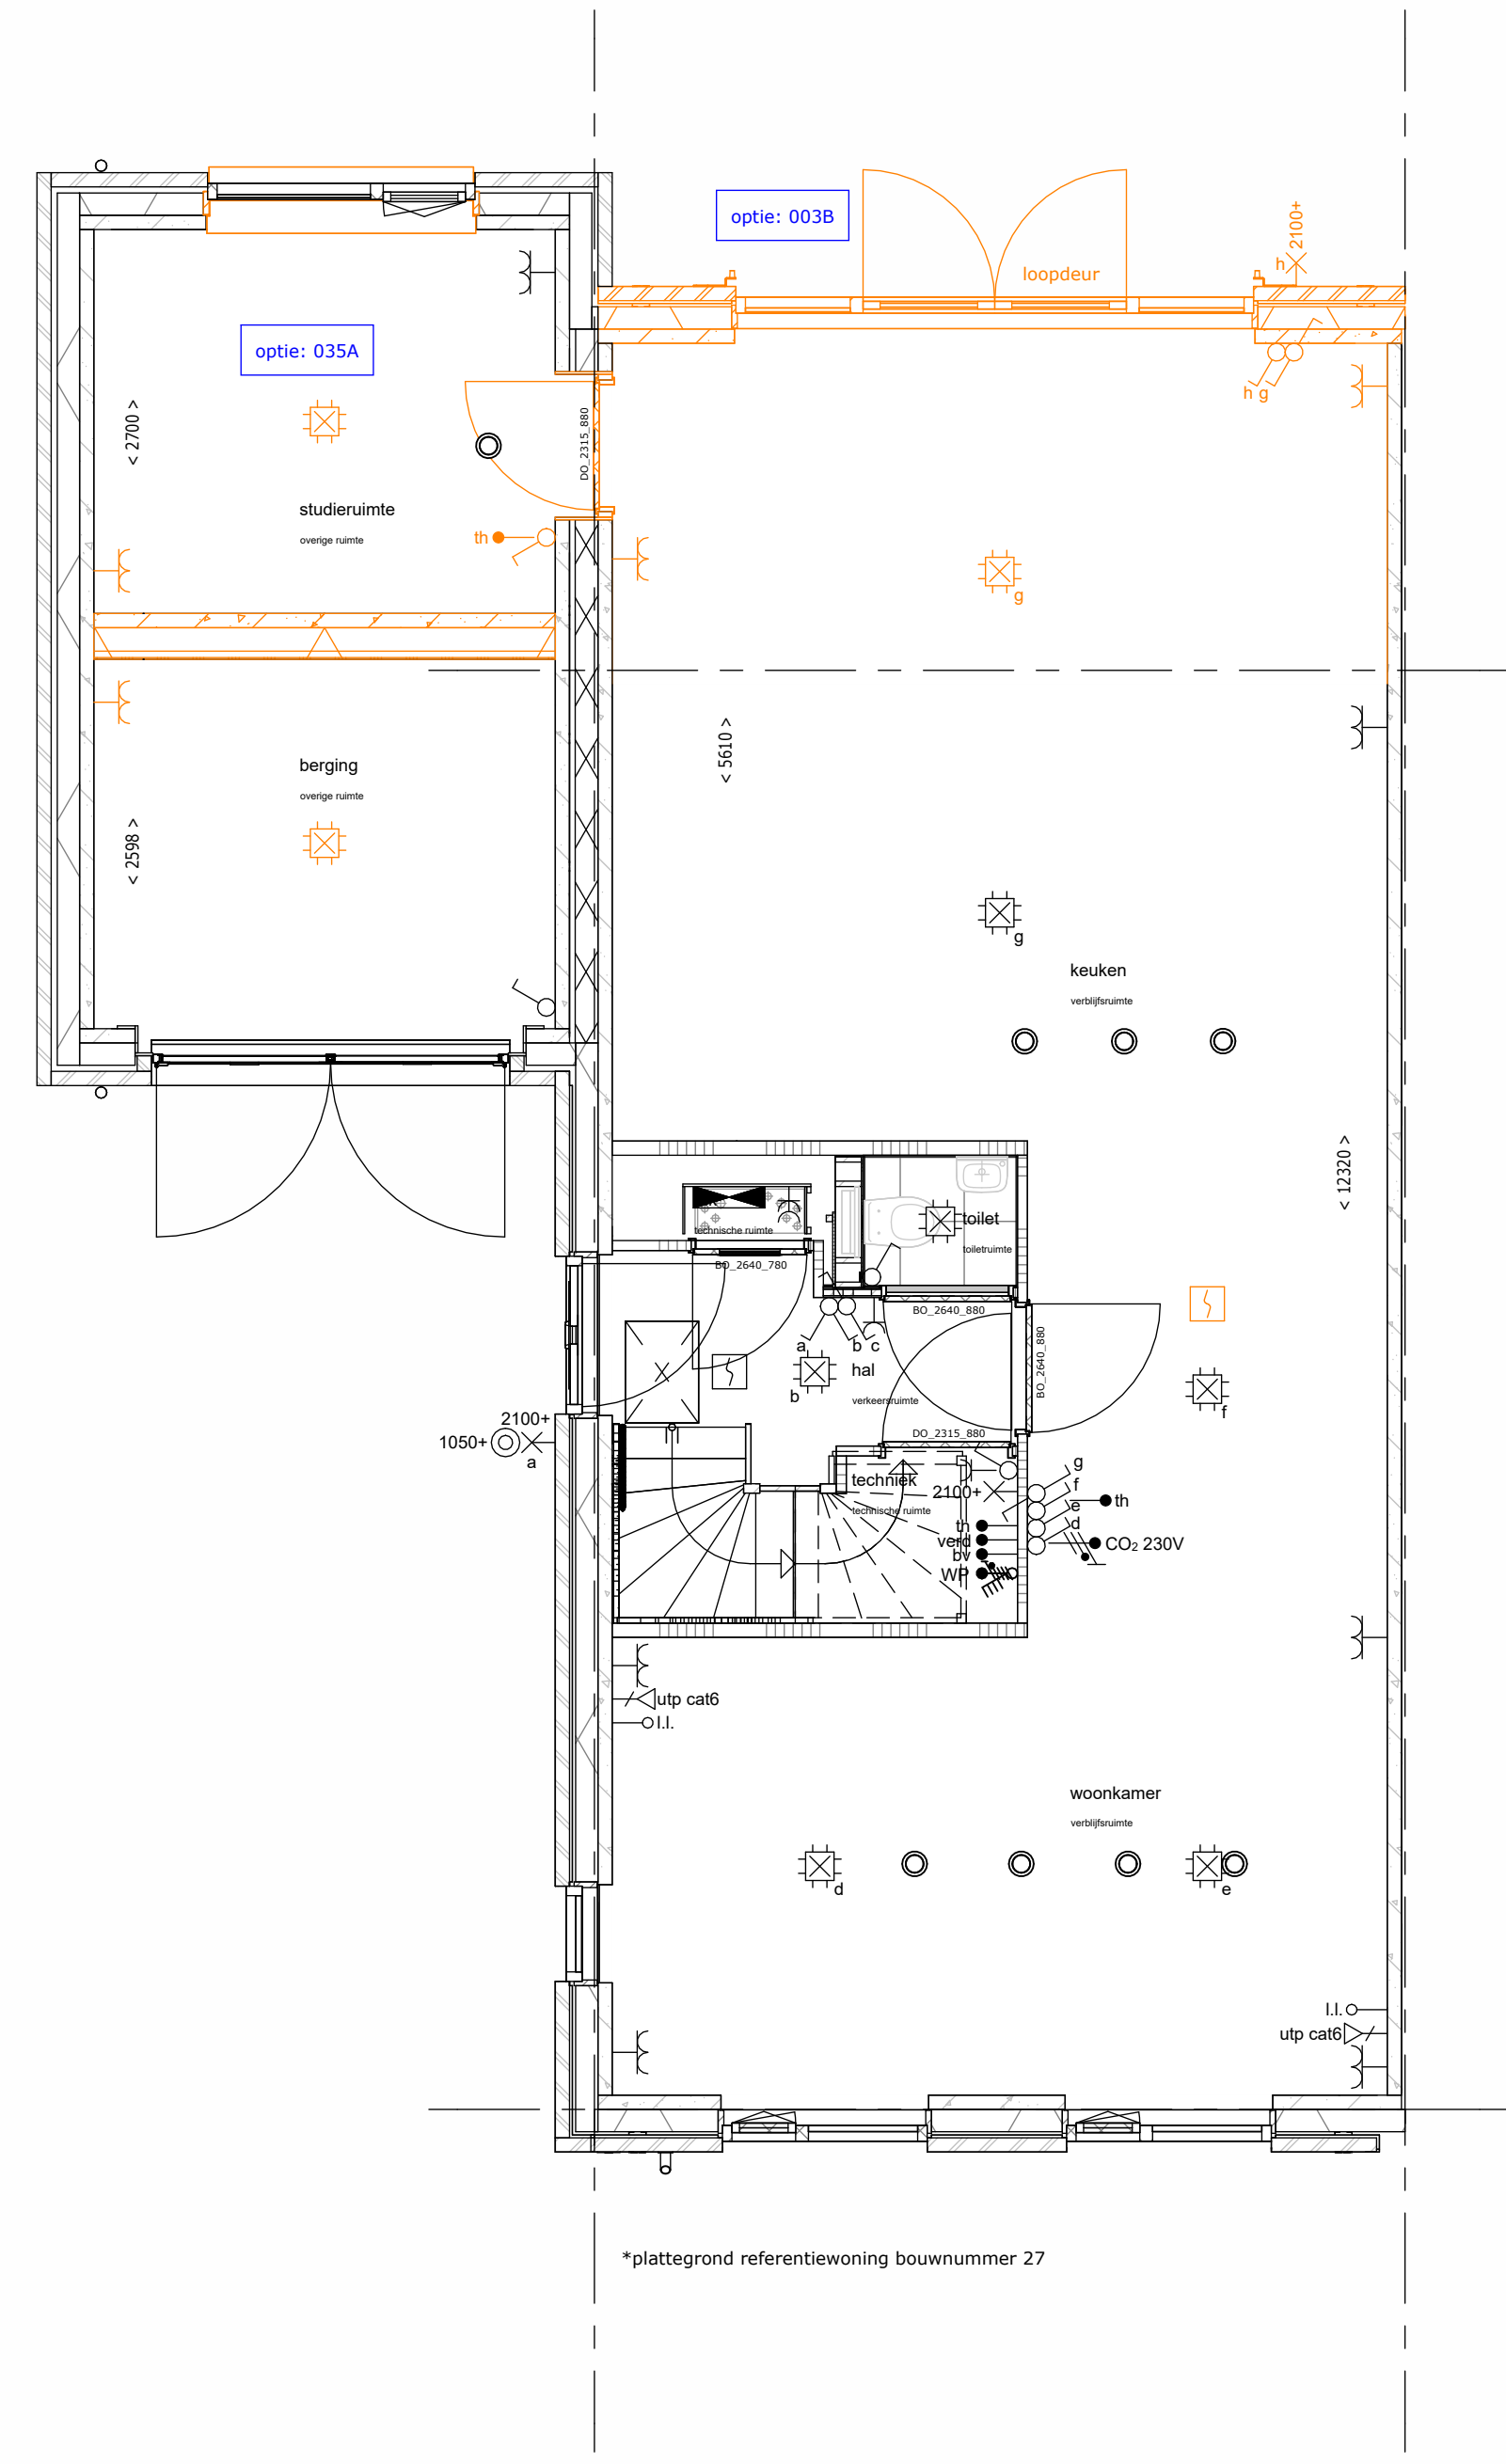 optie: 003B
2100+
h
loopdeur
optie: 035A
h g
< 2700 >
DO_2315_880
studieruimte
overige ruimte
th
g
< 5610 >
berging
overige ruimte
< 2598 >
g
keuken
verblijfsruimte
< 12320 >
toilet
technische ruimte
toiletruimte
BO_2640_780
BO_2640_880
a
b c
BO_2640_880
hal
b
verkeersruimte
f
2100+
1050+
a
DO_2315_880
g
techniek
f
2100+
th
technische ruimte
e
th
d
verd
CO₂ 230V
bv
WP
utp cat6
l.l.
woonkamer
verblijfsruimte
d
e
l.l.
utp cat6
*plattegrond referentiewoning bouwnummer 27